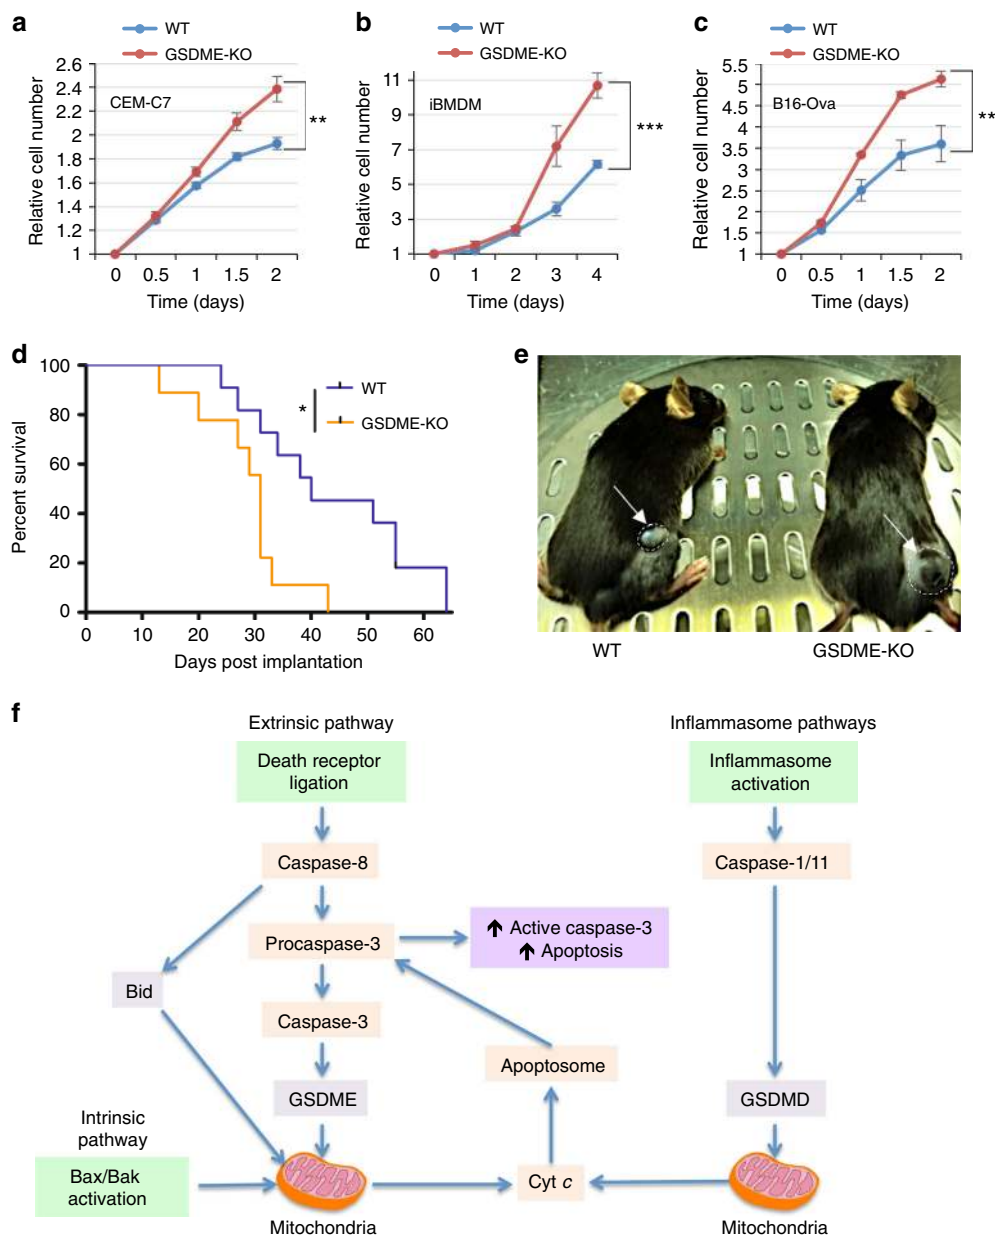 a
WT
GSDME-KO
2.6
2.4
2.2
2
1.8
1.6
1.4
1.2
1
CEM-C7
**
Relative cell number
0 0.5 1 1.5 2
Time (days)
b
WT
GSDME-KO
11
9
7
5
3
1
iBMDM
***
Relative cell number
0 1 2 3 4
Time (days)
c
WT
GSDME-KO
5.5
5
4.5
4
3.5
3
2.5
2
1.5
1
B16-Ova
**
Relative cell number
0 0.5 1 1.5 2
Time (days)
d
100
80
60
40
20
0
Percent survival
*
WT
GSDME-KO
0 10 20 30 40 50 60
Days post implantation
e
WT GSDME-KO
f
Extrinsic pathway
Death receptor
ligation
Caspase-8
Procaspase-3
Active caspase-3
Apoptosis
Bid
Caspase-3
Apoptosome
GSDME
Intrinsic
pathway
Bax/Bak
activation
Mitochondria
Cyt c
Inflammasome pathways
Inflammasome
activation
Caspase-1/11
GSDMD
Mitochondria